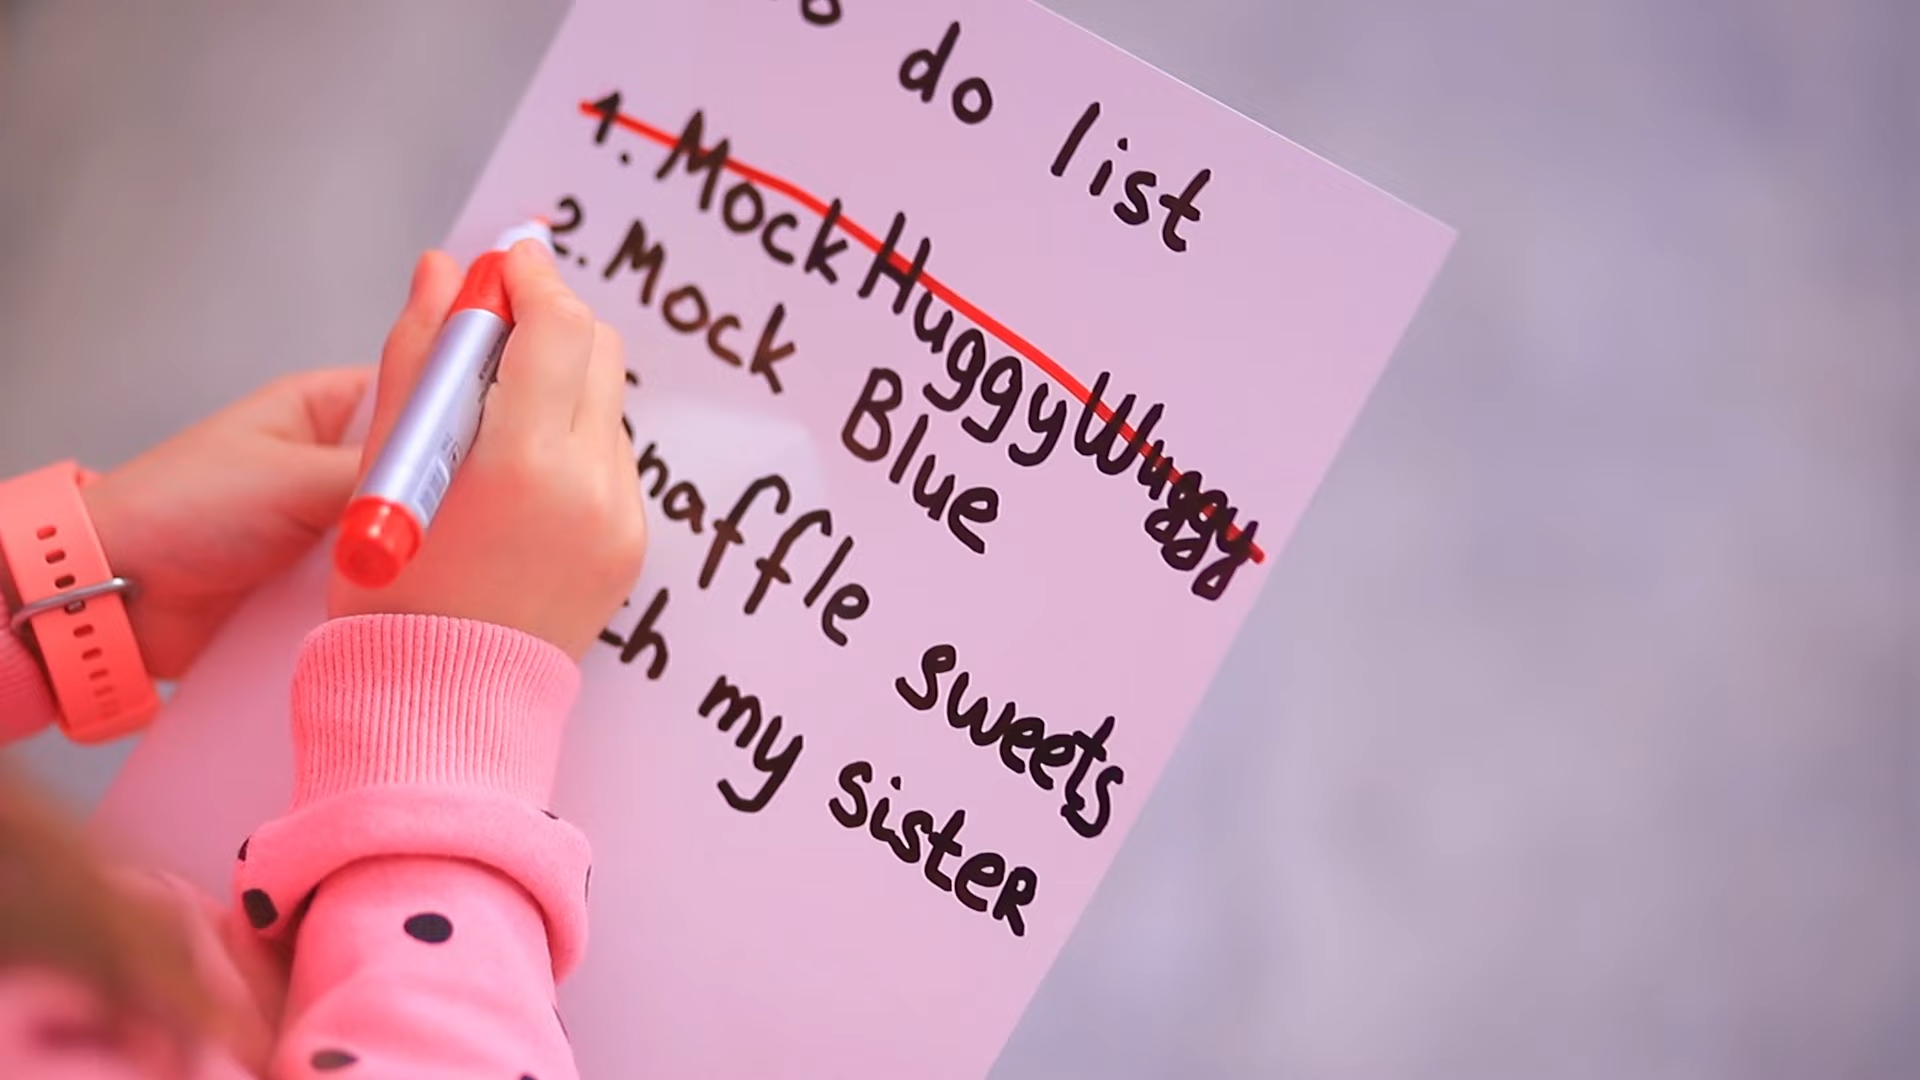 do list
1. Mock Huggy Wuggy
2. Mock Blue
sweets
my sister